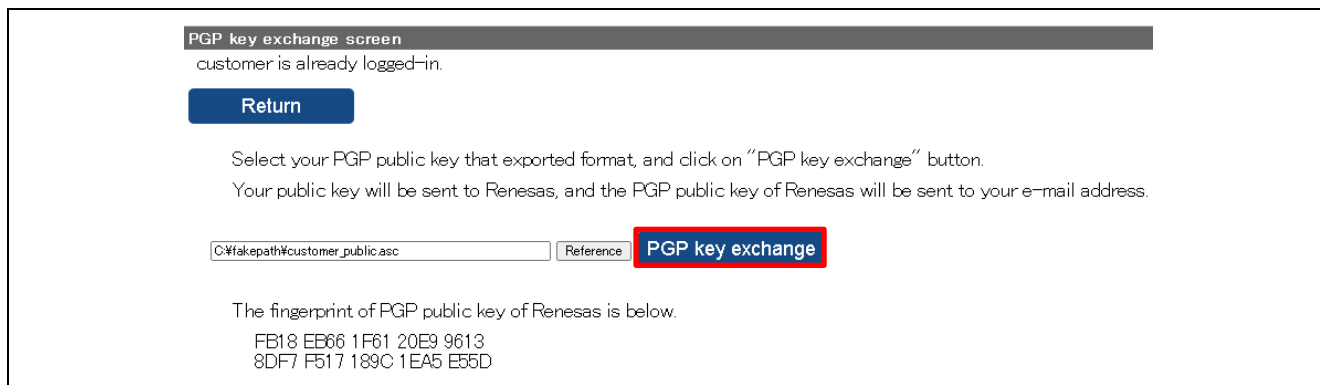 PGP key exchange screen
customer is already logged-in.
Return
Select your PGP public key that exported format, and click on "PGP key exchange" button.
Your public key will be sent to Renesas, and the PGP public key of Renesas will be sent to your e-mail address.
C:¥fakepath¥customer_public.asc Reference PGP key exchange
The fingerprint of PGP public key of Renesas is below.
FB18 EB66 1F61 20E9 9613
8DF7 F517 189C 1EA5 E55D